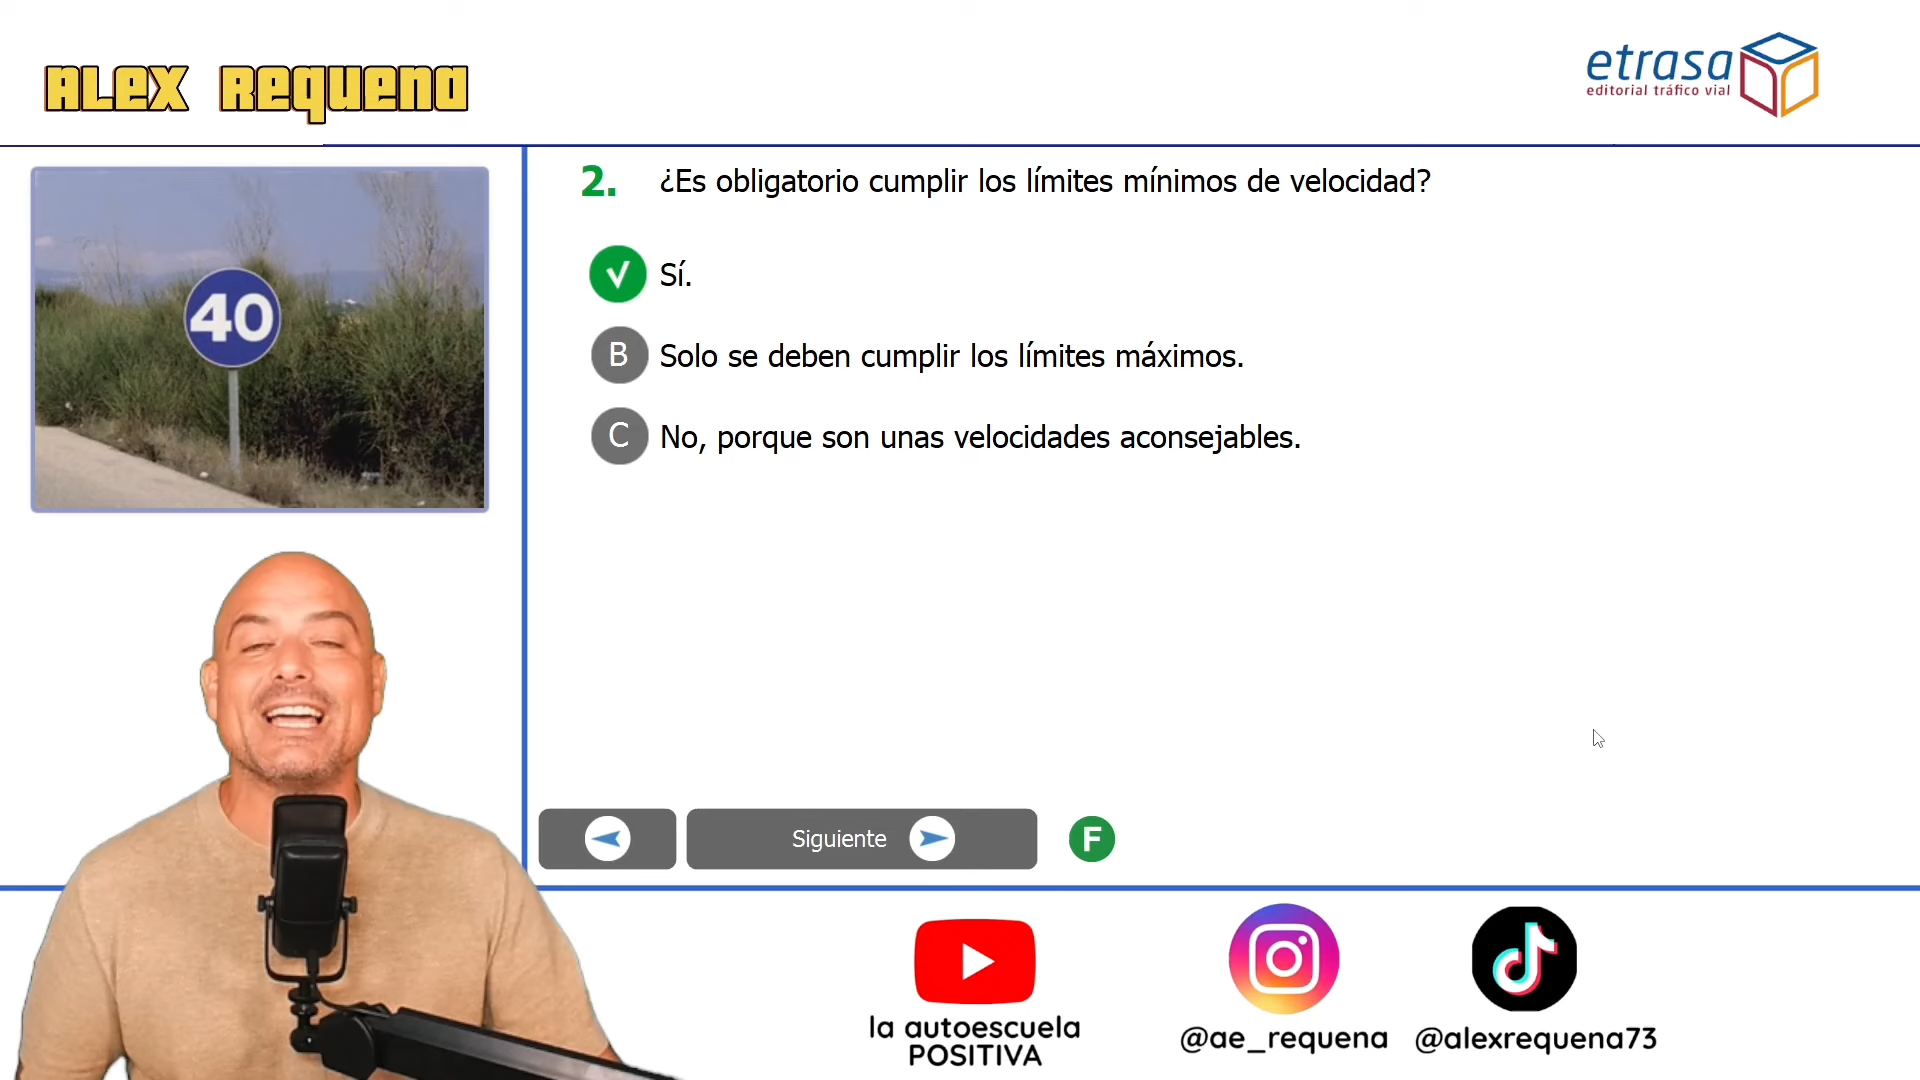 ALEX REQUENA
etrasa
editorial tráfico vial
40
2. ¿Es obligatorio cumplir los límites mínimos de velocidad?
√ Sí.
B Solo se deben cumplir los límites máximos.
C No, porque son unas velocidades aconsejables.
Siguiente
F
la autoescuela
POSITIVA
@ae_requena
@alexrequena73